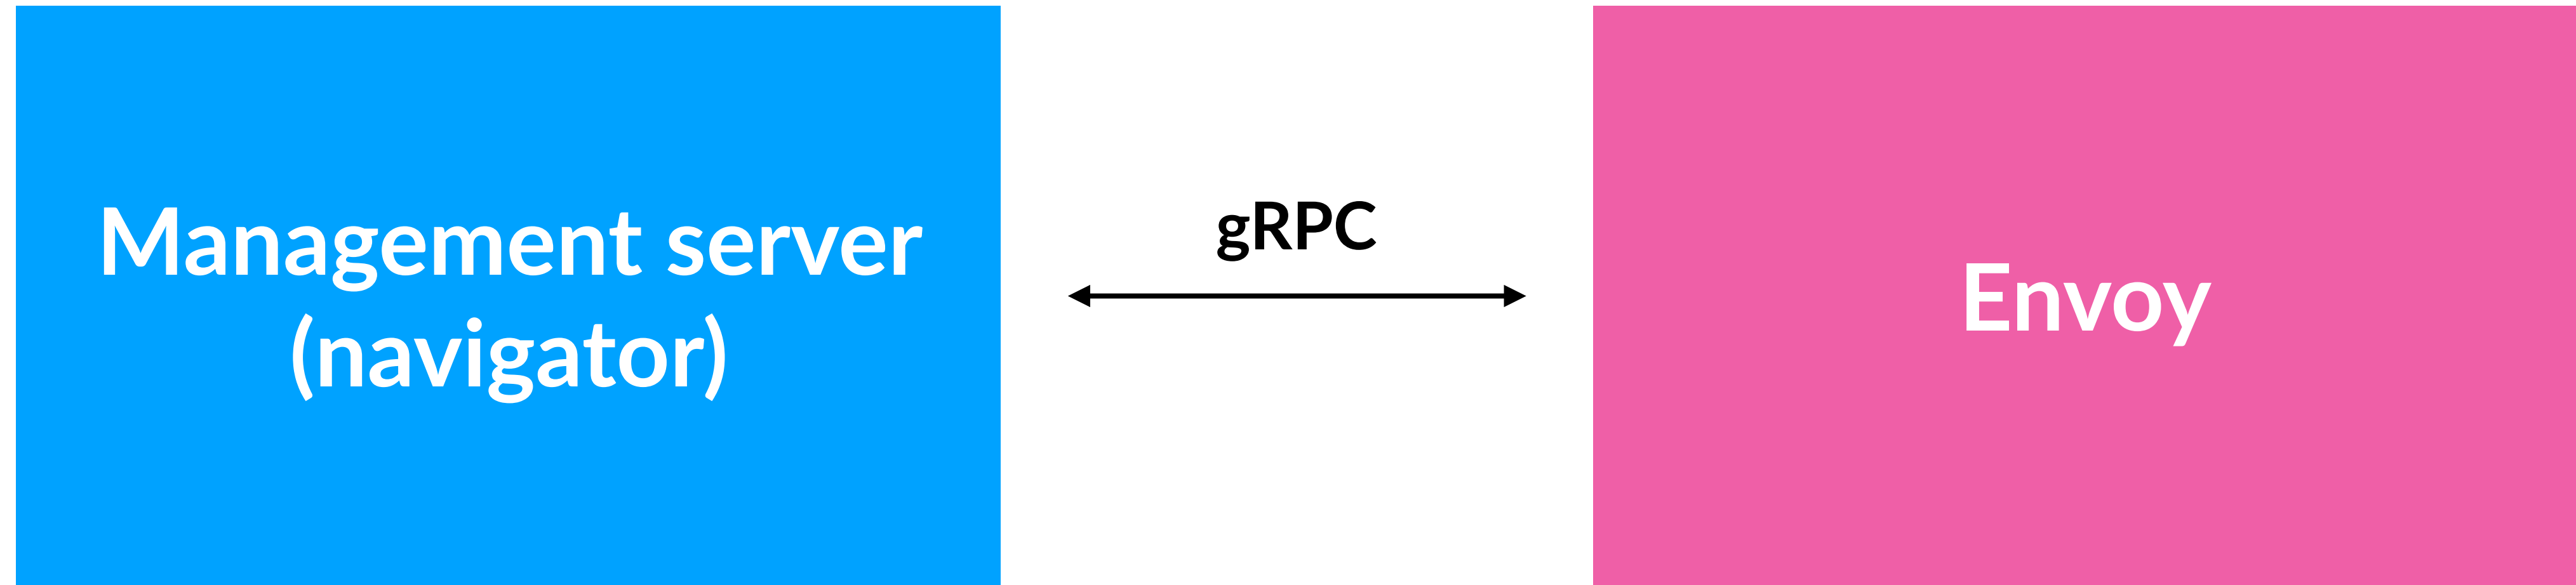 Management server
(navigator)
gRPC
Envoy